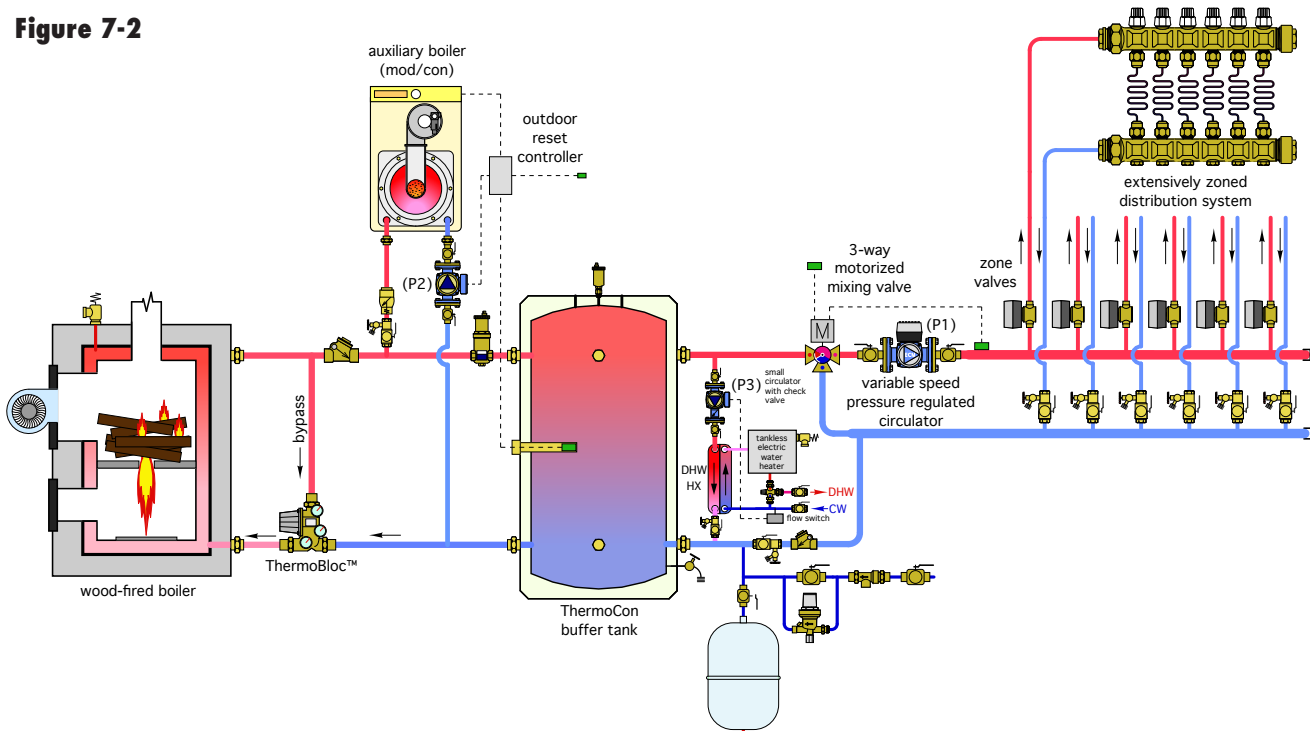 Figure 7-2
auxiliary boiler
(mod/con)
outdoor
reset
controller
(P2)
extensively zoned
distribution system
3-way
motorized
mixing valve
zone
valves
M
(P1)
variable speed
pressure regulated
circulator
(P3)
small
circulator
with check
valve
bypass
tankless
electric
water
heater
DHW
HX
DHW
CW
flow switch
ThermoBloc™
wood-fired boiler
ThermoCon
buffer tank